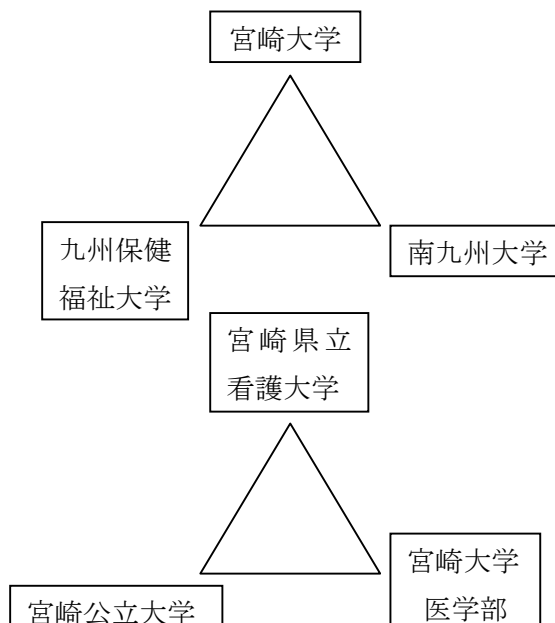 宮崎大学
九州保健
福祉大学
南九州大学
宮崎県立
看護大学
宮崎公立大学
宮崎大学
医学部